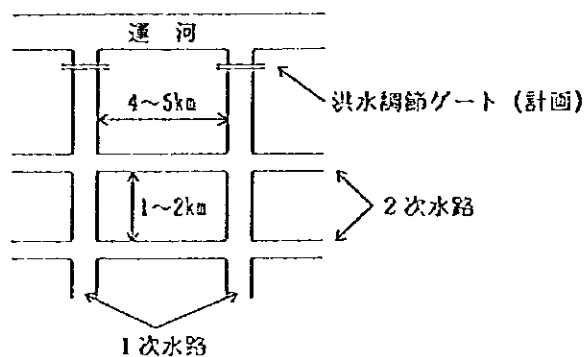 運 河
洪水調節ゲート (計画)
4~5km
1~2km
2次水路
1次水路